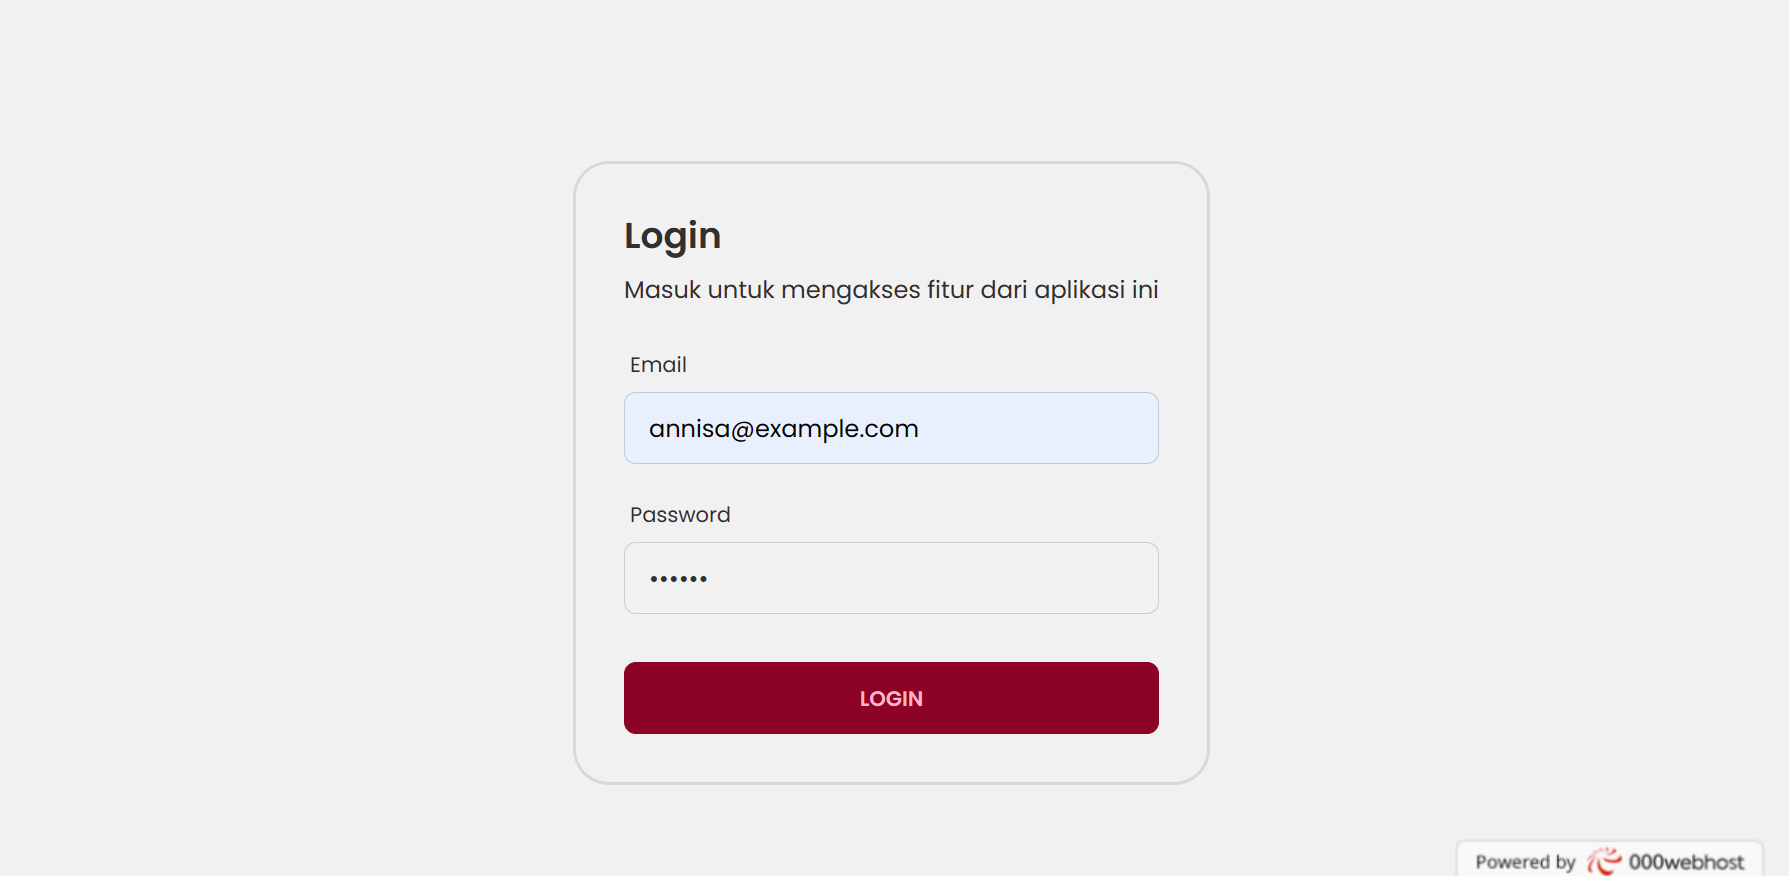 Login
Masuk untuk mengakses fitur dari aplikasi ini
Email
annisa@example.com
Password
••••••
LOGIN
Powered by 000webhost